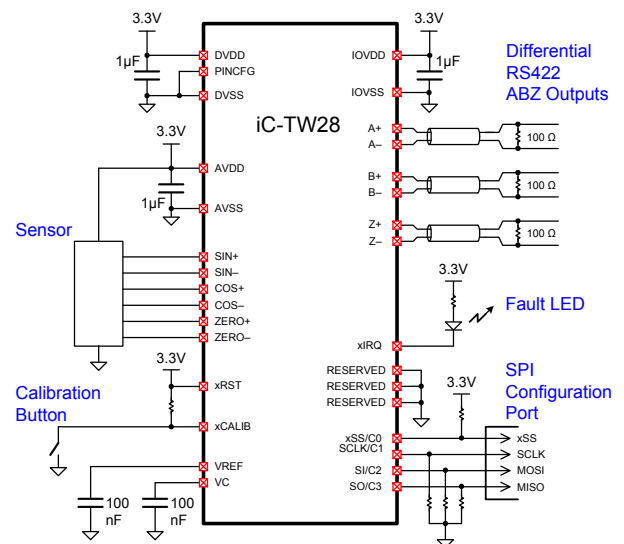 3.3V
1µF
DVDD
PINCFG
DVSS
3.3V
AVDD
1µF
AVSS
Sensor
SIN+
SIN–
COS+
COS–
ZERO+
ZERO–
3.3V
xRST
Calibration
Button
xCALIB
VREF
VC
100
nF
100
nF
iC-TW28
3.3V
IOVDD
1µF
IOVSS
Differential
RS422
ABZ Outputs
A+
A–
100 Ω
B+
B–
100 Ω
Z+
Z–
100 Ω
3.3V
Fault LED
xIRQ
RESERVED
RESERVED
RESERVED
3.3V
SPI
Configuration
Port
xSS/C0
SCLK/C1
SI/C2
SO/C3
xSS
SCLK
MOSI
MISO